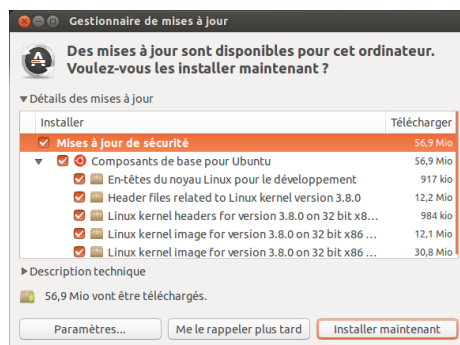 Gestionnaire de mises à jour
Des mises à jour sont disponibles pour cet ordinateur.
Voulez-vous les installer maintenant ?
Détails des mises à jour
Installer Télécharger
Mises à jour de sécurité 56,9 Mio
Composants de base pour Ubuntu 56,9 Mio
En-têtes du noyau Linux pour le développement 917 kio
Header files related to Linux kernel version 3.8.0 12,2 Mio
Linux kernel headers for version 3.8.0 on 32 bit x8... 984 kio
Linux kernel image for version 3.8.0 on 32 bit x86 ... 12,1 Mio
Linux kernel image for version 3.8.0 on 32 bit x86 ... 30,8 Mio
Description technique
56,9 Mio vont être téléchargés.
Paramètres... Me le rappeler plus tard Installer maintenant